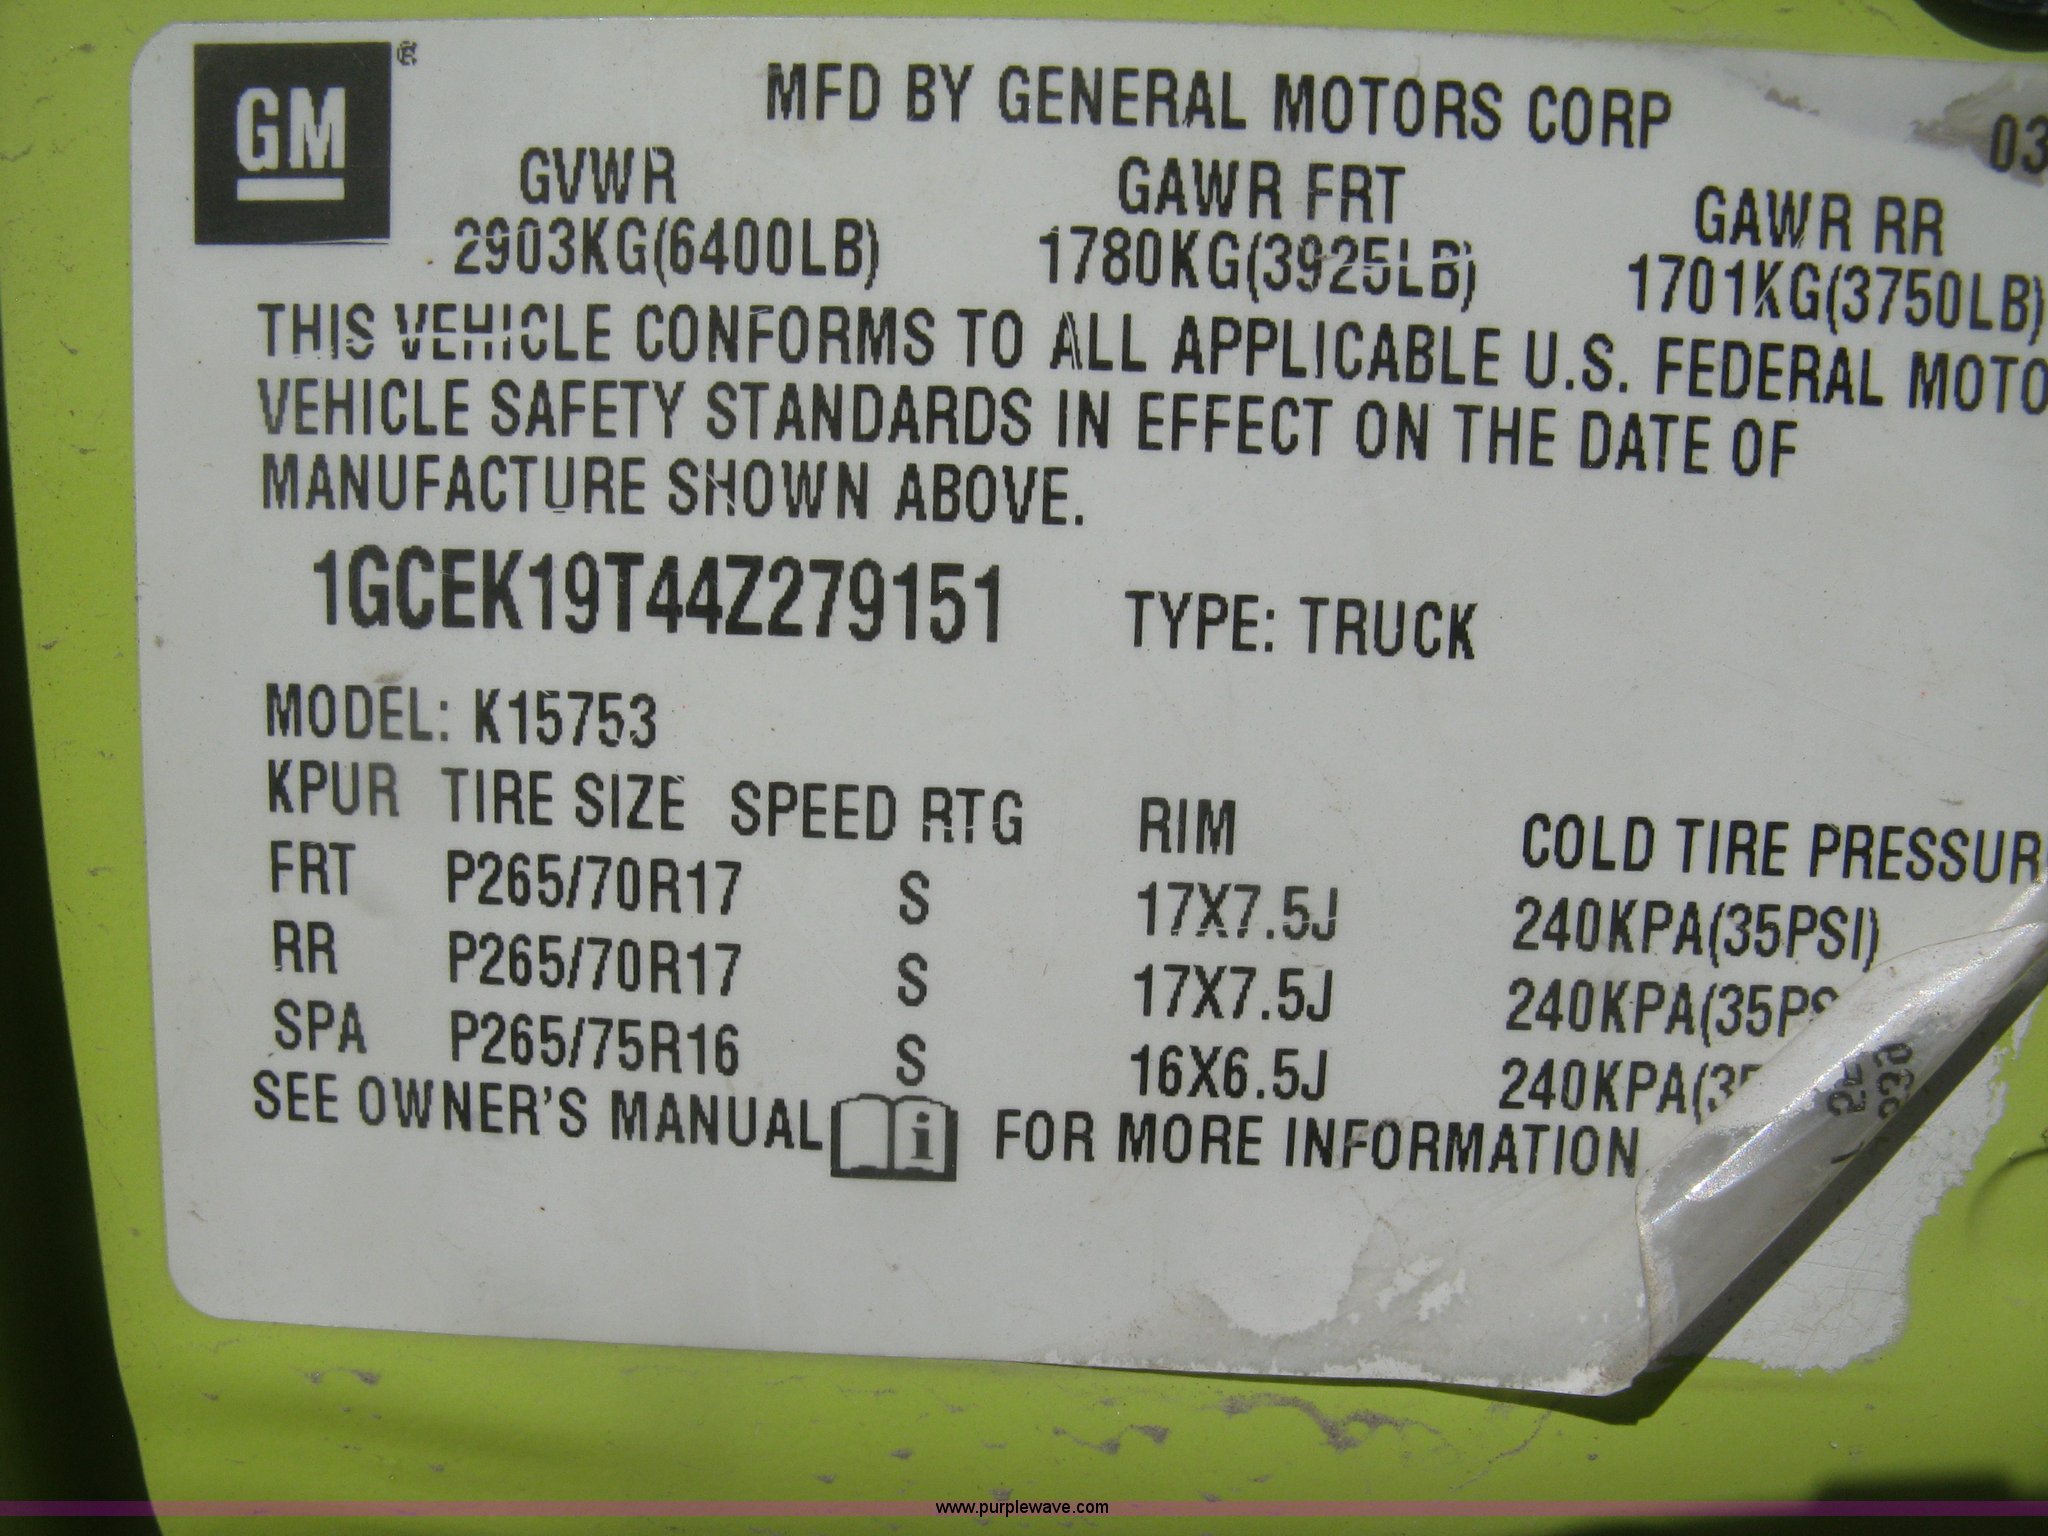 GM ®
MFD BY GENERAL MOTORS CORP 03
GVWR GAWR FRT GAWR RR
2903KG(6400LB) 1780KG(3925LB) 1701KG(3750LB)
THIS VEHICLE CONFORMS TO ALL APPLICABLE U.S. FEDERAL MOTO
VEHICLE SAFETY STANDARDS IN EFFECT ON THE DATE OF
MANUFACTURE SHOWN ABOVE.
1GCEK19T44Z279151 TYPE: TRUCK
MODEL: K15753
KPUR TIRE SIZE SPEED RTG RIM COLD TIRE PRESSUR
FRT P265/70R17 S 17X7.5J 240KPA(35PSI)
RR P265/70R17 S 17X7.5J 240KPA(35PS
SPA P265/75R16 S 16X6.5J 240KPA(35
SEE OWNER'S MANUAL i FOR MORE INFORMATION
www.purplewave.com